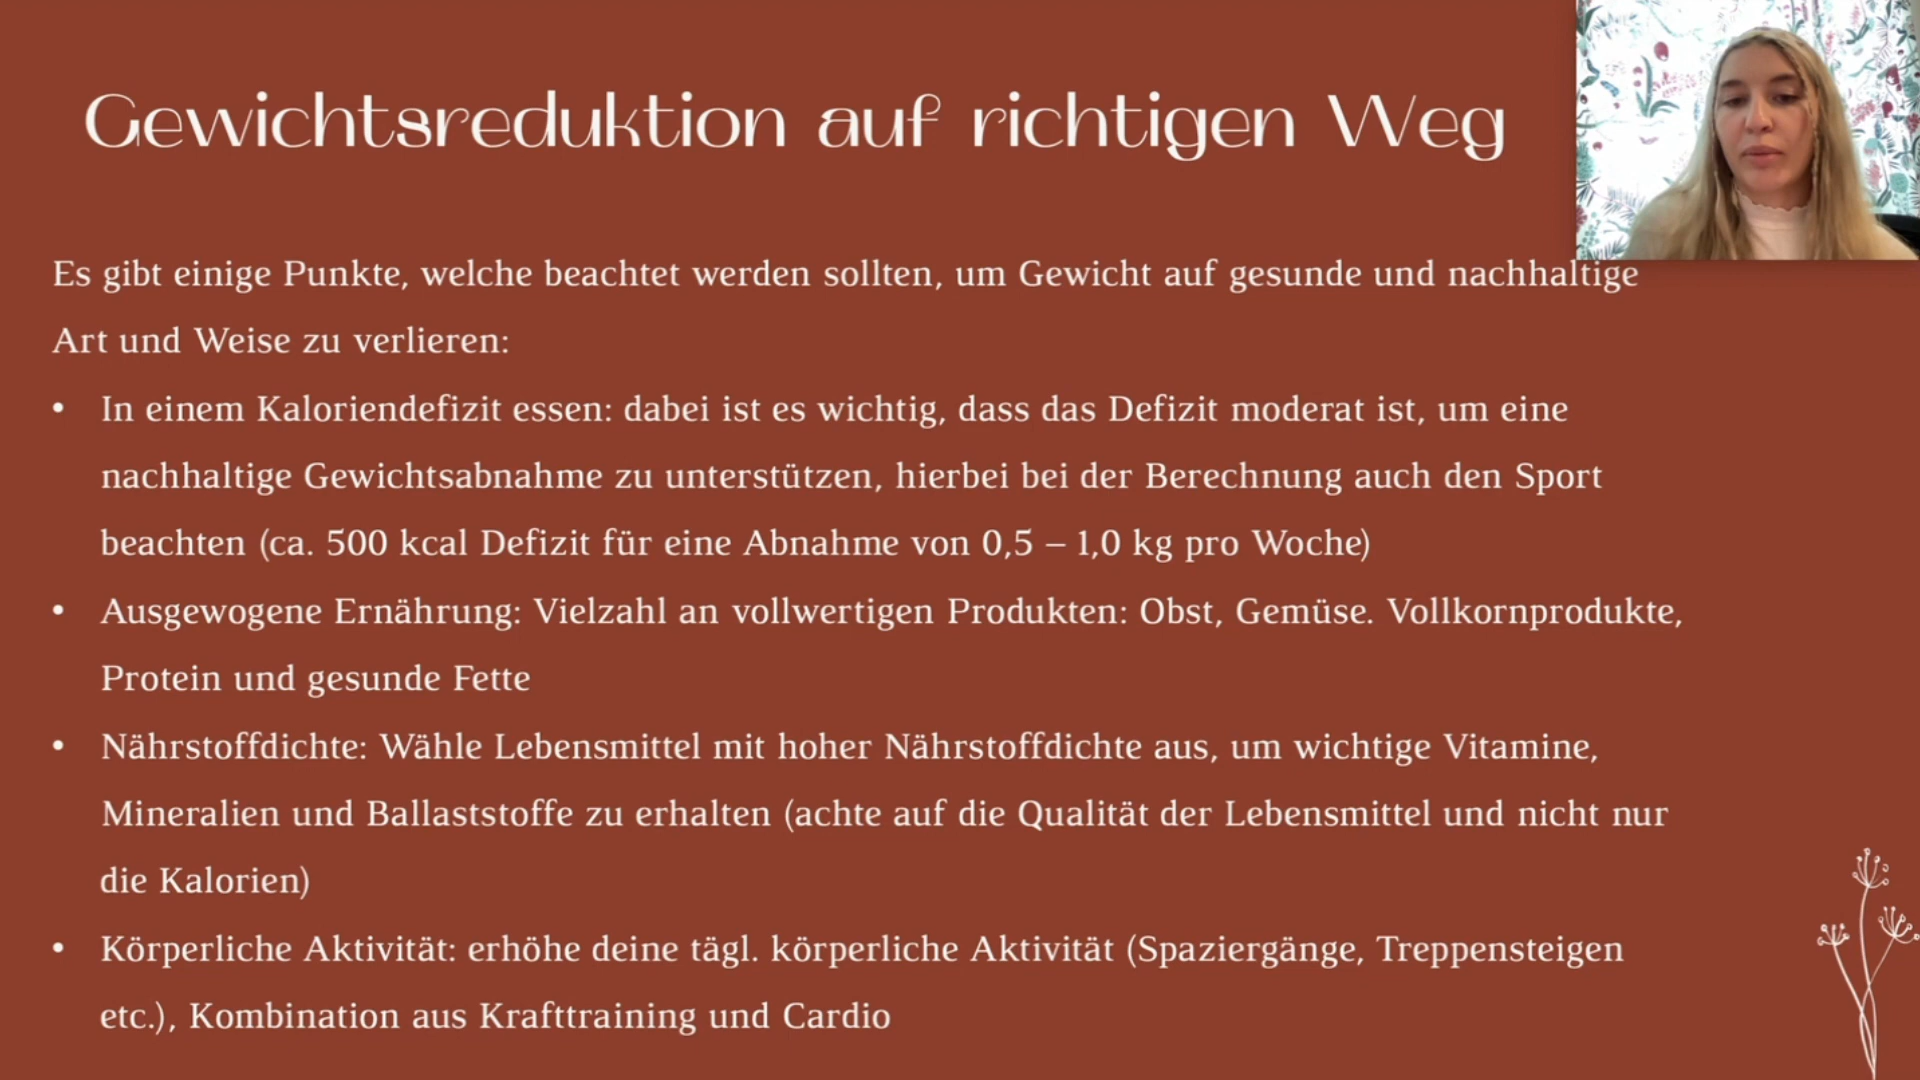 Gewichtsreduktion auf richtigen Weg
Es gibt einige Punkte, welche beachtet werden sollten, um Gewicht auf gesunde und nachhaltige
Art und Weise zu verlieren:
• In einem Kaloriendefizit essen: dabei ist es wichtig, dass das Defizit moderat ist, um eine
nachhaltige Gewichtsabnahme zu unterstützen, hierbei bei der Berechnung auch den Sport
beachten (ca. 500 kcal Defizit für eine Abnahme von 0,5 – 1,0 kg pro Woche)
• Ausgewogene Ernährung: Vielzahl an vollwertigen Produkten: Obst, Gemüse. Vollkornprodukte,
Protein und gesunde Fette
• Nährstoffdichte: Wähle Lebensmittel mit hoher Nährstoffdichte aus, um wichtige Vitamine,
Mineralien und Ballaststoffe zu erhalten (achte auf die Qualität der Lebensmittel und nicht nur
die Kalorien)
• Körperliche Aktivität: erhöhe deine tägl. körperliche Aktivität (Spaziergänge, Treppensteigen
etc.), Kombination aus Krafttraining und Cardio